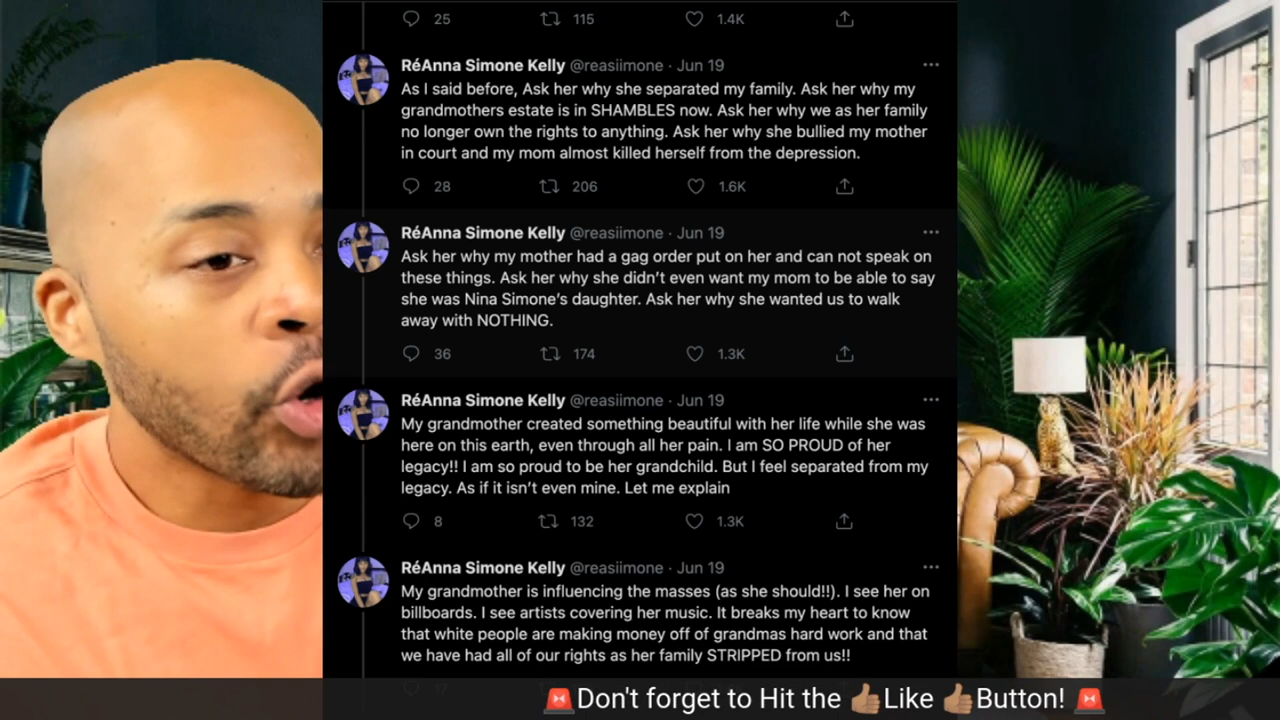 25 115 1.4K
RéAnna Simone Kelly @reasiimone · Jun 19
As I said before, Ask her why she separated my family. Ask her why my
grandmothers estate is in SHAMBLES now. Ask her why we as her family
no longer own the rights to anything. Ask her why she bullied my mother
in court and my mom almost killed herself from the depression.
28 206 1.6K
RéAnna Simone Kelly @reasiimone · Jun 19
Ask her why my mother had a gag order put on her and can not speak on
these things. Ask her why she didn’t even want my mom to be able to say
she was Nina Simone’s daughter. Ask her why she wanted us to walk
away with NOTHING.
36 174 1.3K
RéAnna Simone Kelly @reasiimone · Jun 19
My grandmother created something beautiful with her life while she was
here on this earth, even through all her pain. I am SO PROUD of her
legacy!! I am so proud to be her grandchild. But I feel separated from my
legacy. As if it isn’t even mine. Let me explain
8 132 1.3K
RéAnna Simone Kelly @reasiimone · Jun 19
My grandmother is influencing the masses (as she should!!). I see her on
billboards. I see artists covering her music. It breaks my heart to know
that white people are making money off of grandmas hard work and that
we have had all of our rights as her family STRIPPED from us!!
🚨Don't forget to Hit the 👍🏽Like 👍🏽Button! 🚨